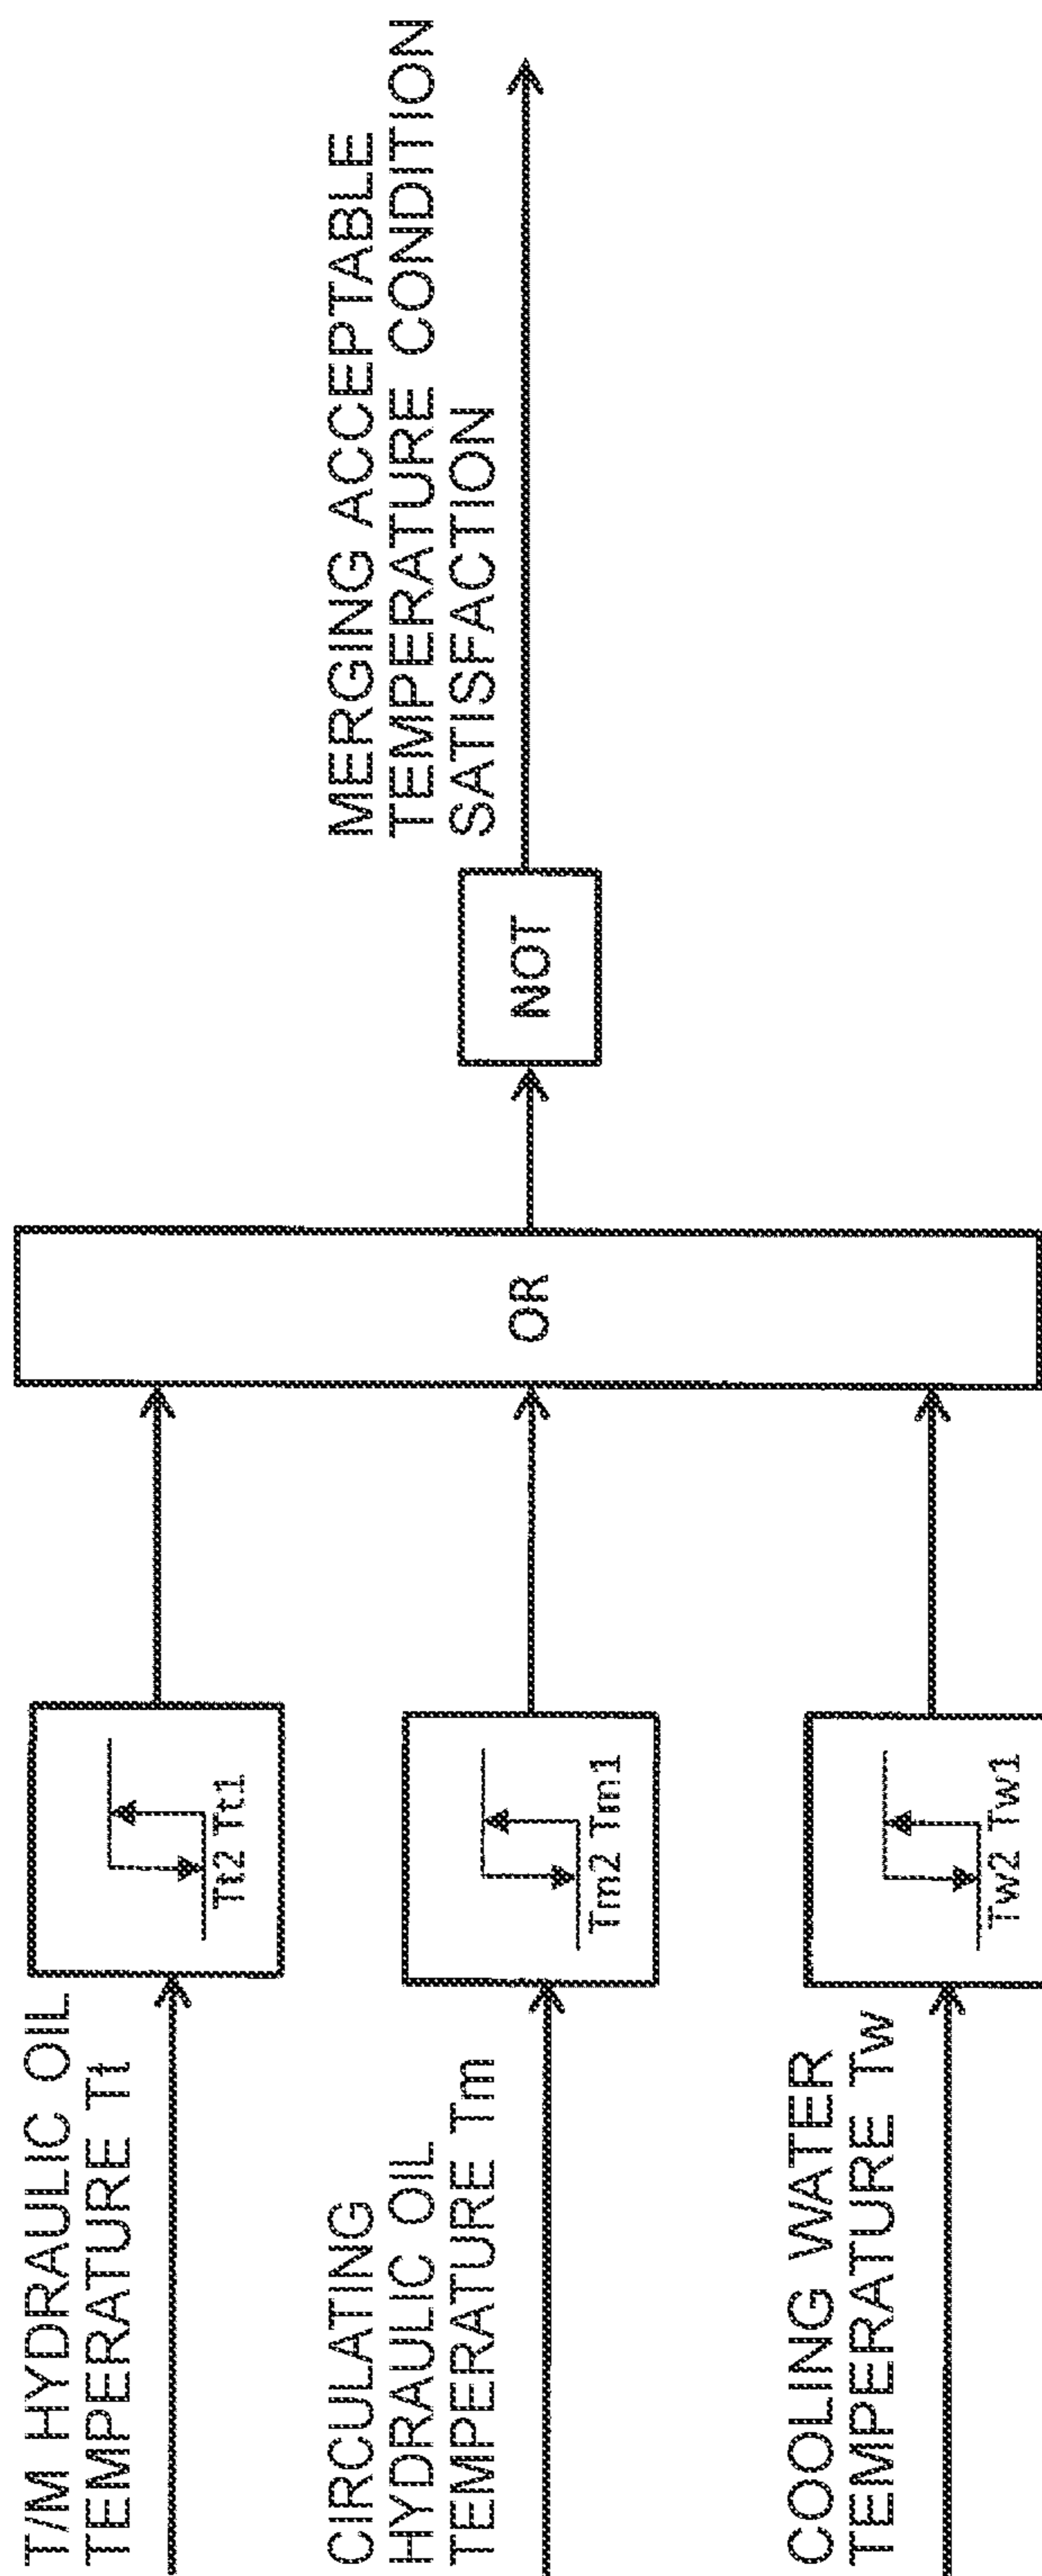 T/M HYDRAULIC OIL
TEMPERATURE Tt
Tt2 Tt1
CIRCULATING
HYDRAULIC OIL
TEMPERATURE Tm
Tm2 Tm1
COOLING WATER
TEMPERATURE Tw
Tw2 Tw1
OR
NOT
MERGING ACCEPTABLE
TEMPERATURE CONDITION
SATISFACTION